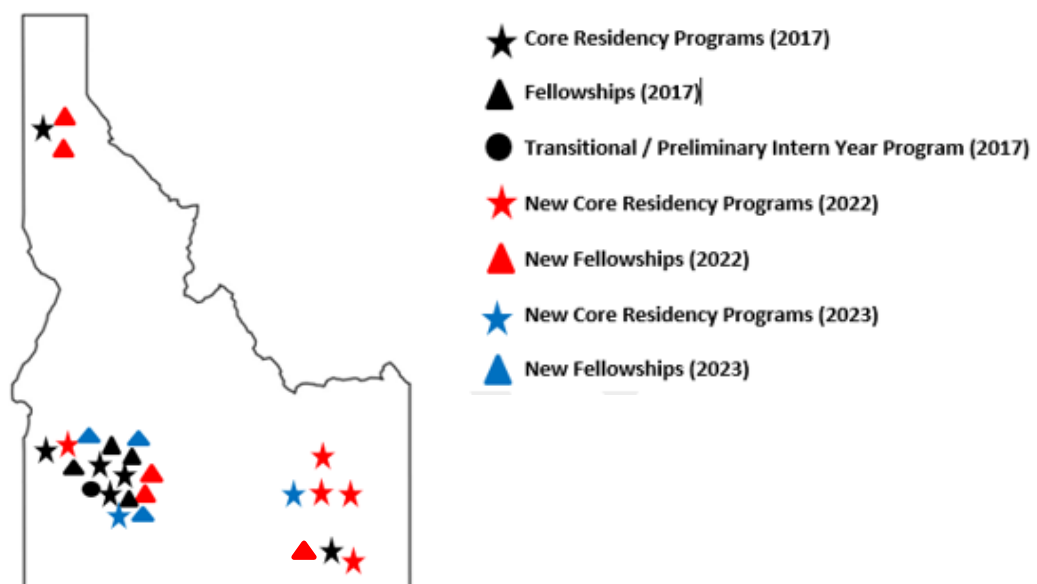 Core Residency Programs (2017)
Fellowships (2017)
Transitional / Preliminary Intern Year Program (2017)
New Core Residency Programs (2022)
New Fellowships (2022)
New Core Residency Programs (2023)
New Fellowships (2023)